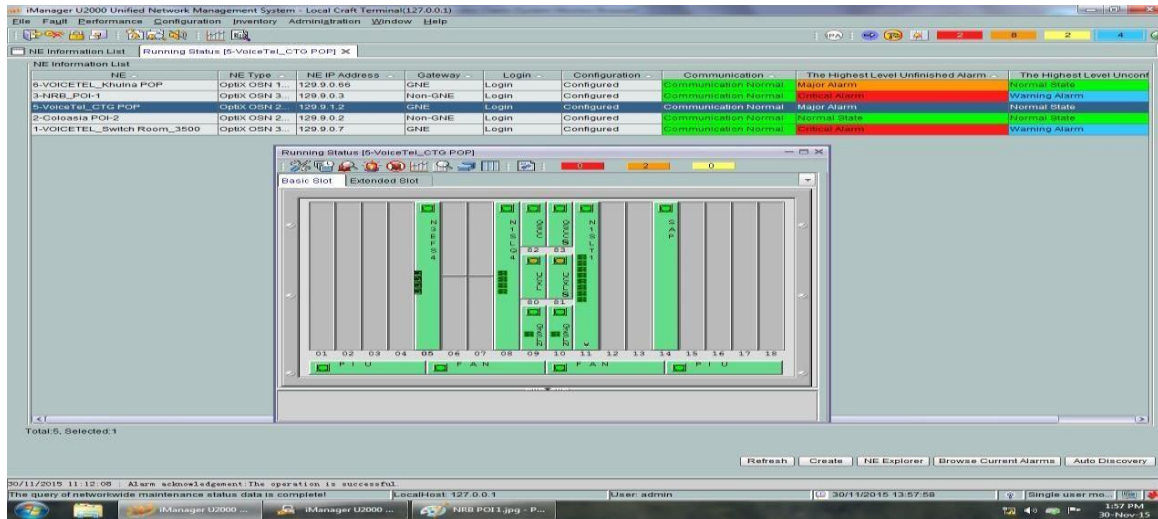 iManager U2000 Unified Network Management System - Local Craft Terminal(127.0.0.1)
File Fault Performance Configuration Inventory Administration Window Help
2 8 2 4
NE Information List Running Status [5-VoiceTel_CTG POP]
NE Information List
NE NE Type NE IP Address Gateway Login Configuration Communication The Highest Level Unfinished Alarm The Highest Level Unconf
6-VOICETEL_Khulna POP OptiX OSN 1... 129.9.0.66 GNE Login Configured Communication Normal Major Alarm Normal State
3-NRB_POI-1 OptiX OSN 3... 129.9.0.3 Non-GNE Login Configured Communication Normal Critical Alarm Warning Alarm
5-VoiceTel_CTG POP OptiX OSN 2... 129.9.1.2 GNE Login Configured Communication Normal Major Alarm Normal State
2-Coloasia POI-2 OptiX OSN 2... 129.9.0.2 Non-GNE Login Configured Communication Normal Normal State Normal State
1-VOICETEL_Switch Room_3500 OptiX OSN 3... 129.9.0.7 GNE Login Configured Communication Normal Critical Alarm Warning Alarm
Running Status [5-VoiceTel_CTG POP]
0 2 0
Basic Slot Extended Slot
N2EFS4
N1SLQ4
N1SLT1
SAP
82 83
80 81
01 02 03 04 05 06 07 08 09 10 11 12 13 14 15 16 17 18
PIU FAN FAN PIU
Total:5, Selected:1
Refresh Create NE Explorer Browse Current Alarms Auto Discovery
30/11/2015 11:12:08 : Alarm acknowledgement:The operation is successful.
The query of networkwide maintenance status data is complete! LocalHost: 127.0.0.1 User: admin 30/11/2015 13:57:58 Single user mo...
iManager U2000 ... iManager U2000 ... NRB POI 1.jpg - P...
1:57 PM
30-Nov-15